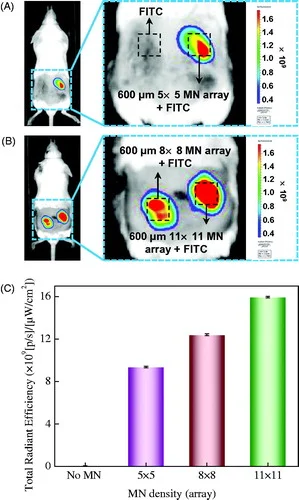 (A)
FITC
600 μm 5× 5 MN array
+ FITC
1.6
1.4
1.2
1.0
0.8
0.6
0.4
× 10⁹
(B)
600 μm 8× 8 MN array
+ FITC
600 μm 11× 11 MN
array + FITC
1.6
1.4
1.2
1.0
0.8
0.6
0.4
× 10⁹
(C)
Total Radiant Efficiency (×10⁹[p/s]/[μW/cm²])
16
12
8
4
0
No MN
5×5
8×8
11×11
MN density (array)